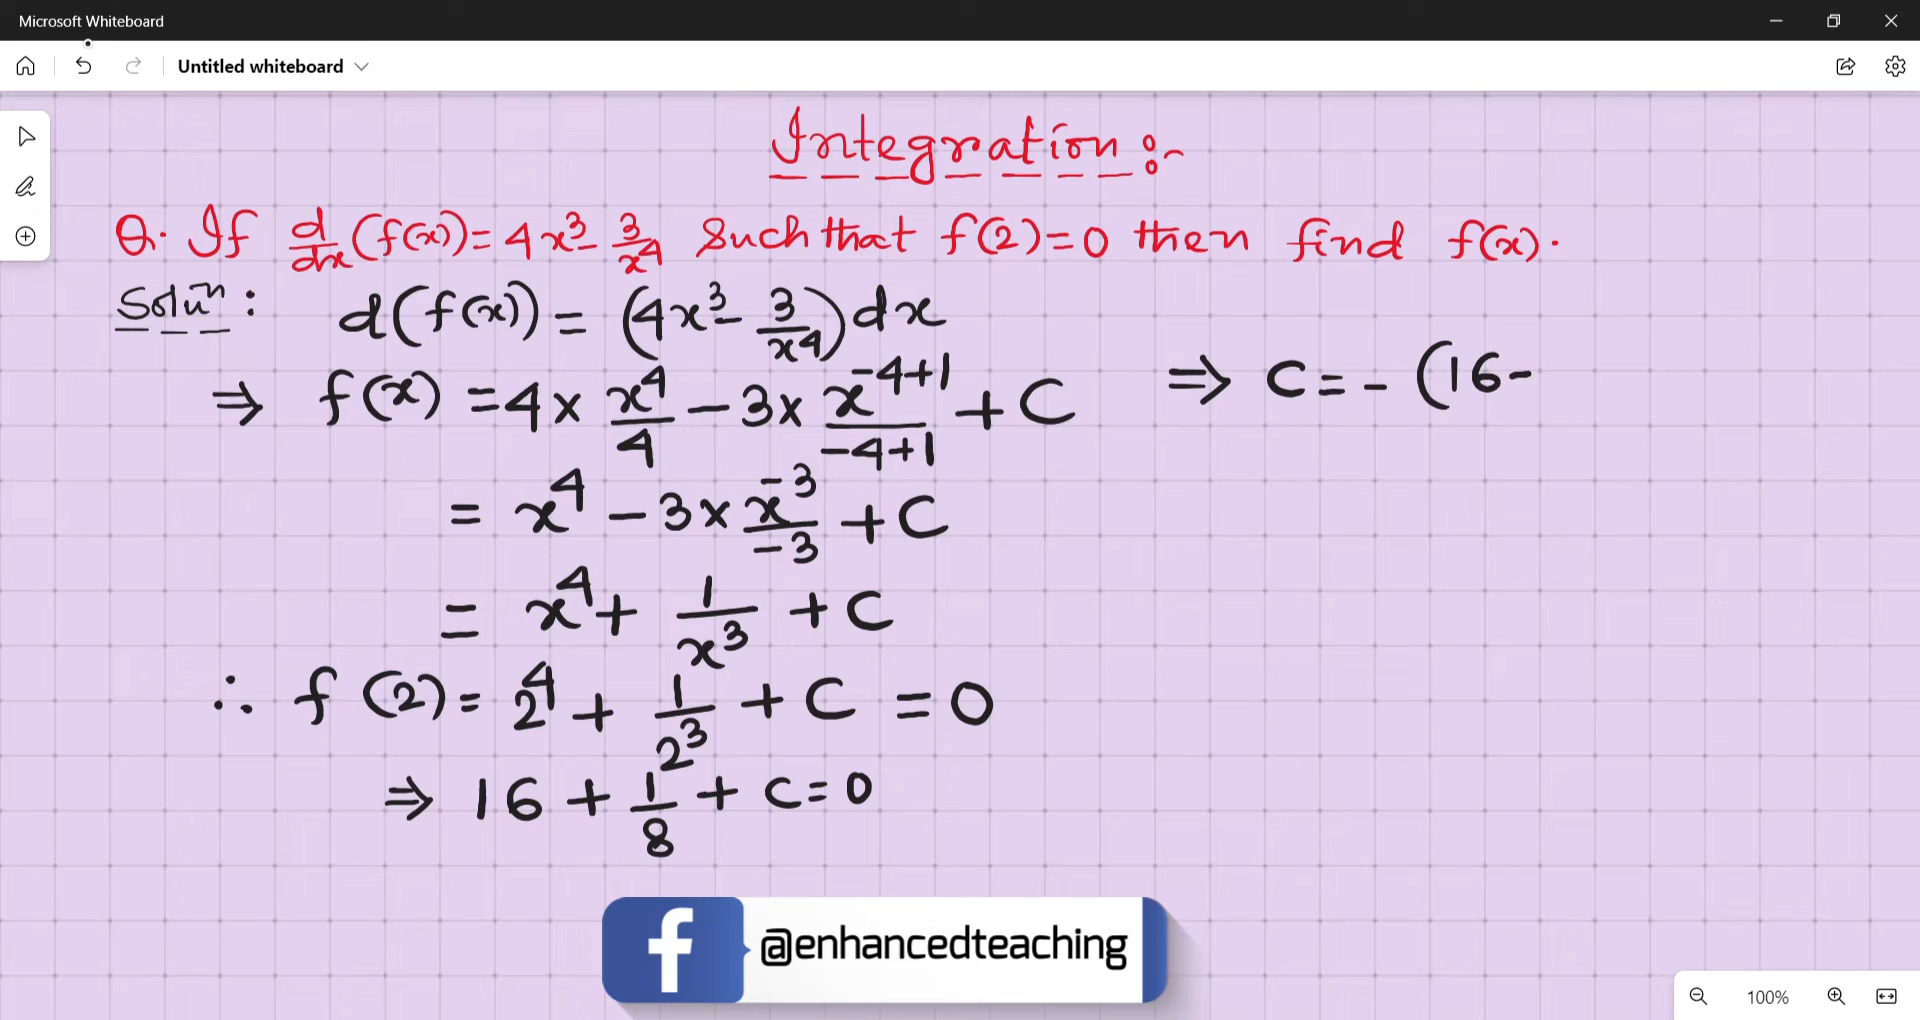 Microsoft Whiteboard
Untitled whiteboard
Integration :-
Q. If d/dx (f(x)) = 4x³ - 3/x⁴ such that f(2) = 0 then find f(x).
Soluⁿ :
d(f(x)) = (4x³ - 3/x⁴) dx
⇒ f(x) = 4 × x⁴/4 - 3 × x⁻⁴⁺¹/-4+1 + C
= x⁴ - 3 × x⁻³/-3 + C
= x⁴ + 1/x³ + C
∴ f(2) = 2⁴ + 1/2³ + C = 0
⇒ 16 + 1/8 + C = 0
⇒ C = - (16-
f @enhancedteaching
100%